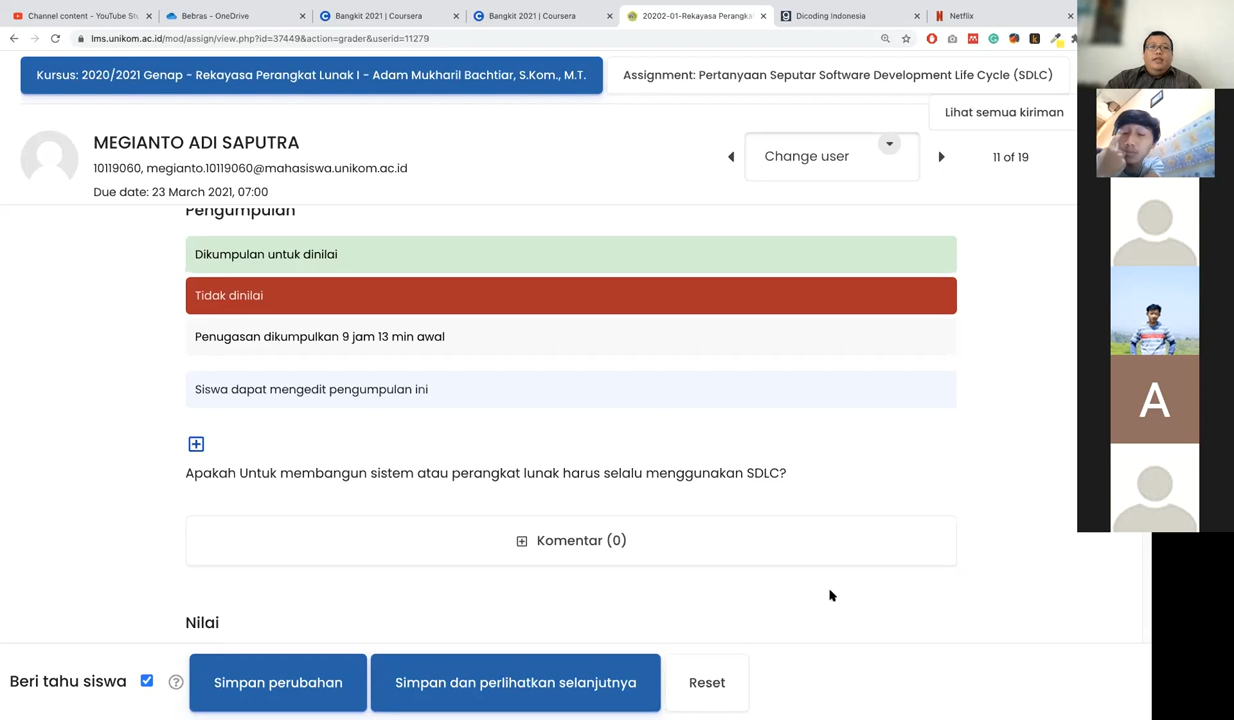 Channel content - YouTube Stu
Bebras - OneDrive
Bangkit 2021 | Coursera
Bangkit 2021 | Coursera
20202-01-Rekayasa Perangka
Dicoding Indonesia
Netflix
lms.unikom.ac.id/mod/assign/view.php?id=37449&action=grader&userid=11279
Kursus: 2020/2021 Genap - Rekayasa Perangkat Lunak I - Adam Mukharil Bachtiar, S.Kom., M.T.
Assignment: Pertanyaan Seputar Software Development Life Cycle (SDLC)
Lihat semua kiriman
MEGIANTO ADI SAPUTRA
10119060, megianto.10119060@mahasiswa.unikom.ac.id
Due date: 23 March 2021, 07:00
Change user
11 of 19
Pengumpulan
Dikumpulan untuk dinilai
Tidak dinilai
Penugasan dikumpulkan 9 jam 13 min awal
Siswa dapat mengedit pengumpulan ini
Apakah Untuk membangun sistem atau perangkat lunak harus selalu menggunakan SDLC?
Komentar (0)
Nilai
Beri tahu siswa
Simpan perubahan
Simpan dan perlihatkan selanjutnya
Reset
A